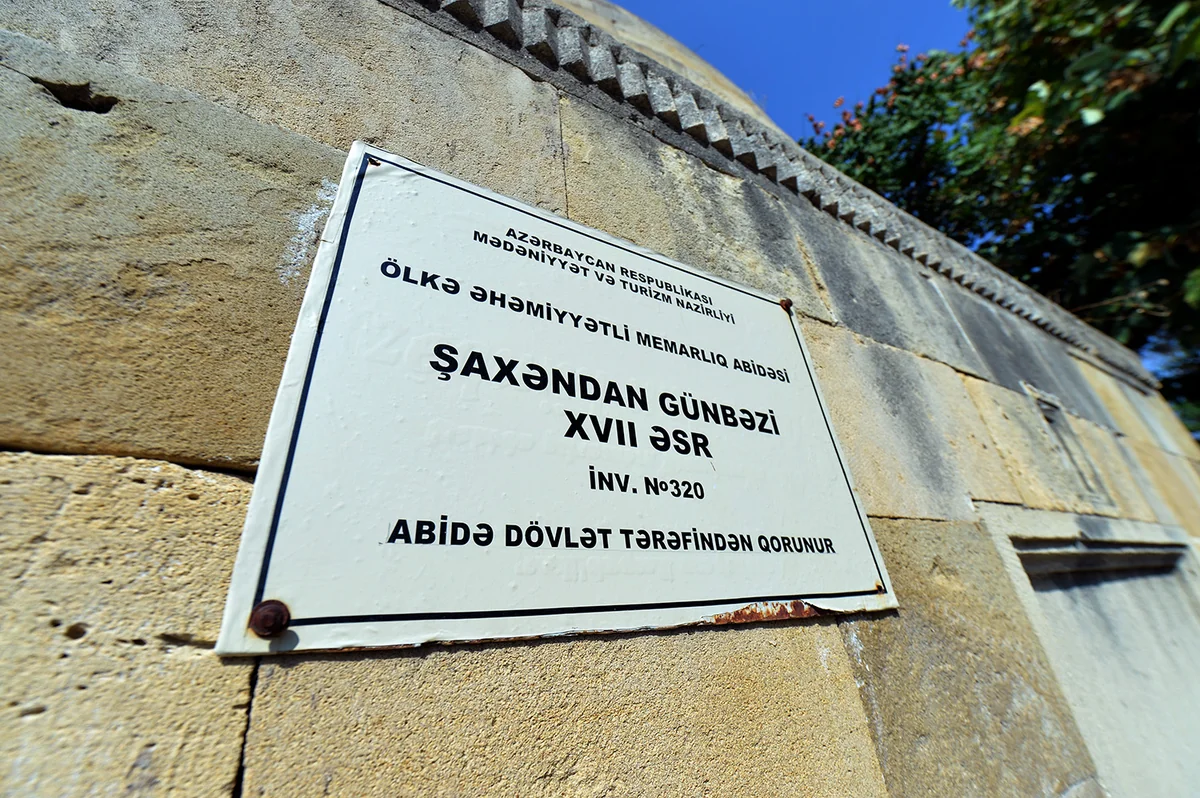 AZƏRBAYCAN RESPUBLİKASI
MƏDƏNİYYƏT VƏ TURİZM NAZİRLİYİ
ÖLKƏ ƏHƏMİYYƏTLİ MEMARLIQ ABİDƏSİ
ŞAXƏNDAN GÜNBƏZİ
XVII ƏSR
İNV. №320
ABİDƏ DÖVLƏT TƏRƏFİNDƏN QORUNUR